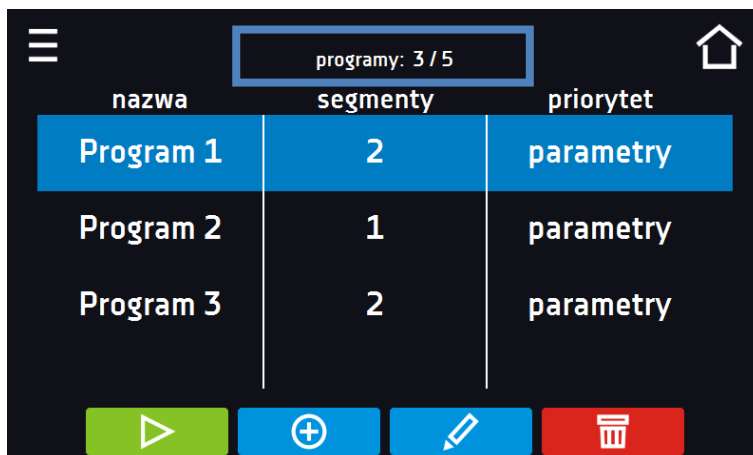 programy: 3 / 5
nazwa segmenty priorytet
Program 1 2 parametry
Program 2 1 parametry
Program 3 2 parametry